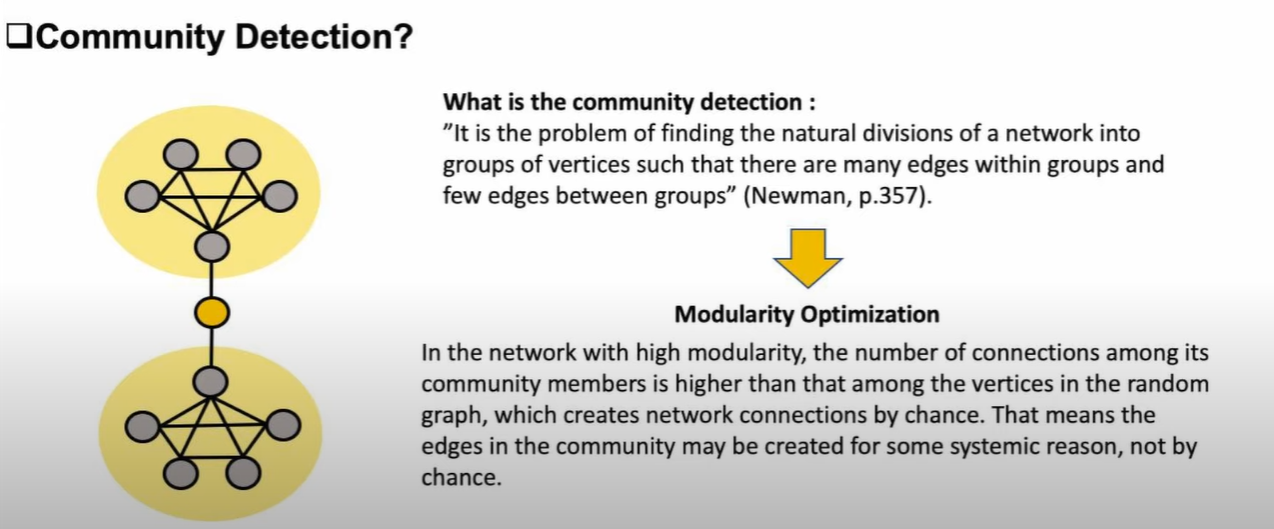 ❑Community Detection?
What is the community detection :
”It is the problem of finding the natural divisions of a network into
groups of vertices such that there are many edges within groups and
few edges between groups” (Newman, p.357).
Modularity Optimization
In the network with high modularity, the number of connections among its
community members is higher than that among the vertices in the random
graph, which creates network connections by chance. That means the
edges in the community may be created for some systemic reason, not by
chance.